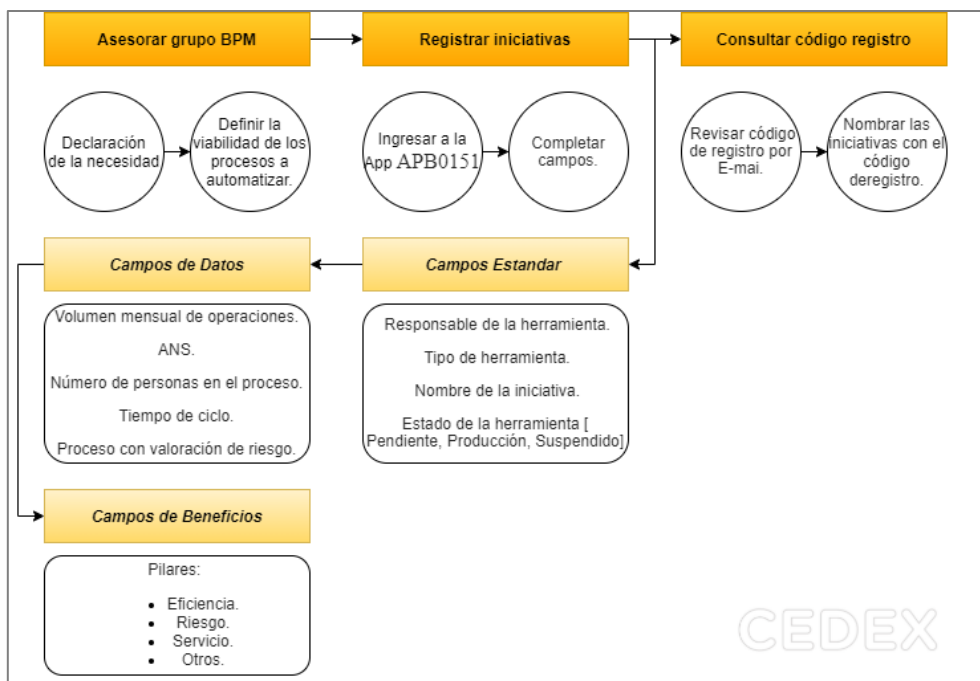 Asesorar grupo BPM
Registrar iniciativas
Consultar código registro
Declaración
de la necesidad
Definir la
viabilidad de los
procesos a
automatizar.
Ingresar a la
App APB0151
Completar
campos.
Revisar código
de registro por
E-mai.
Nombrar las
iniciativas con el
código
deregistro.
Campos de Datos
Campos Estandar
Volumen mensual de operaciones.
ANS.
Número de personas en el proceso.
Tiempo de ciclo.
Proceso con valoración de riesgo.
Responsable de la herramienta.
Tipo de herramienta.
Nombre de la iniciativa.
Estado de la herramienta [
Pendiente, Producción, Suspendido]
Campos de Beneficios
Pilares:
• Eficiencia.
• Riesgo.
• Servicio.
• Otros.
CEDEX